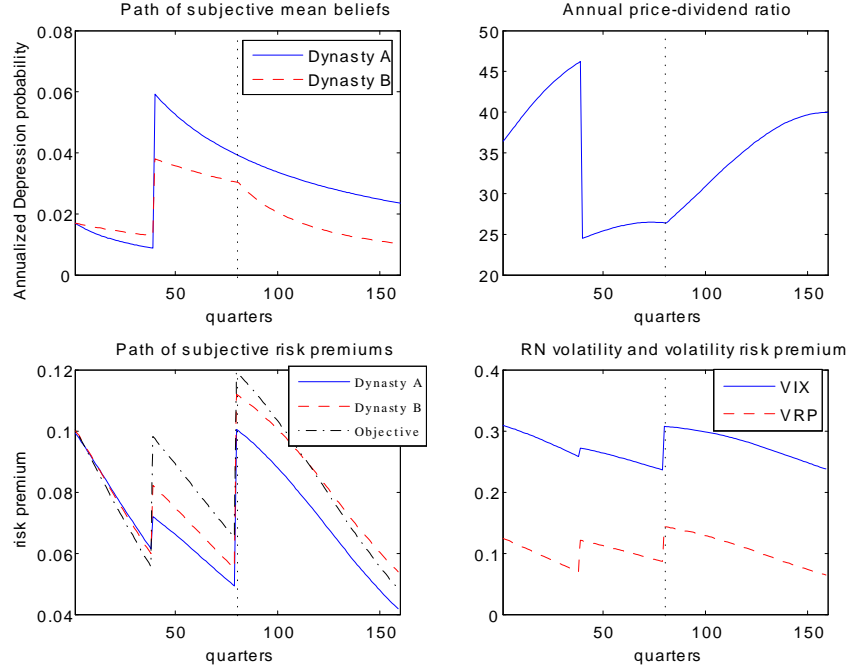 Path of subjective mean beliefs
Annualized Depression probability
0.08
0.06
0.04
0.02
0
Dynasty A
Dynasty B
50
100
150
quarters
Annual price-dividend ratio
50
45
40
35
30
25
20
50
100
150
quarters
Path of subjective risk premiums
risk premium
0.12
0.1
0.08
0.06
0.04
Dynasty A
Dynasty B
Objective
50
100
150
quarters
RN volatility and volatility risk premium
0.4
0.3
0.2
0.1
0
VIX
VRP
50
100
150
quarters